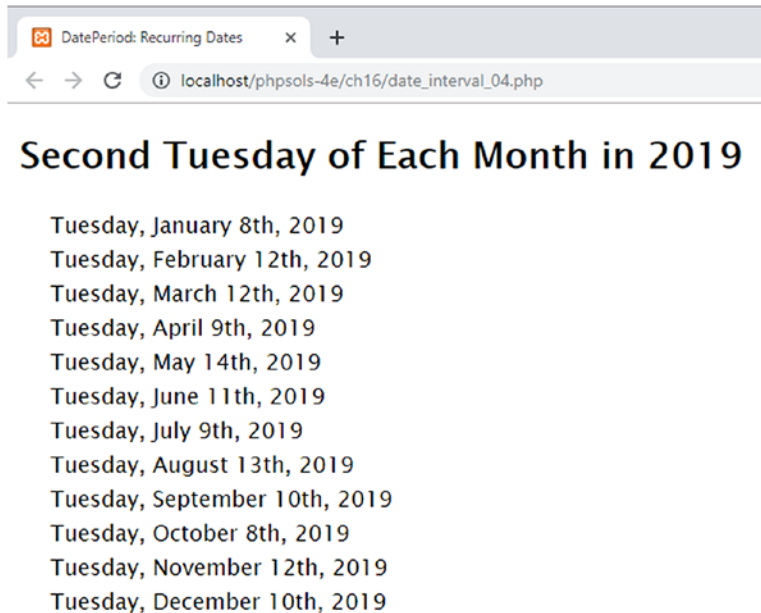 DatePeriod: Recurring Dates
localhost/phpsols-4e/ch16/date_interval_04.php
Second Tuesday of Each Month in 2019
Tuesday, January 8th, 2019
Tuesday, February 12th, 2019
Tuesday, March 12th, 2019
Tuesday, April 9th, 2019
Tuesday, May 14th, 2019
Tuesday, June 11th, 2019
Tuesday, July 9th, 2019
Tuesday, August 13th, 2019
Tuesday, September 10th, 2019
Tuesday, October 8th, 2019
Tuesday, November 12th, 2019
Tuesday, December 10th, 2019